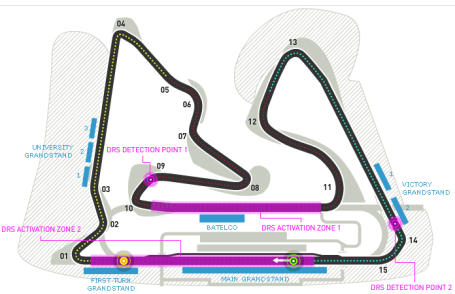 04
13
05
06
12
3
07
UNIVERSITY
GRANDSTAND
2
DRS DETECTION POINT 1
09
1
1
08
11
VICTORY
GRANDSTAND
03
10
2
02
BATELCO
DRS ACTIVATION ZONE 1
DRS ACTIVATION ZONE 2
14
01
15
FIRST-TURN
GRANDSTAND
MAIN GRANDSTAND
DRS DETECTION POINT 2